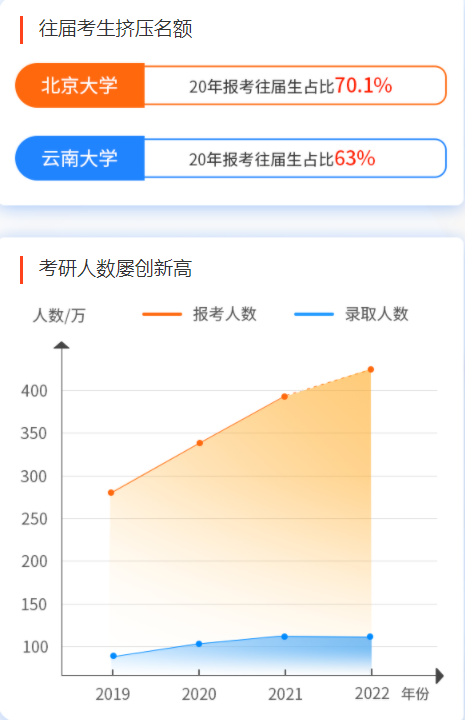 往届考生挤压名额
北京大学 20年报考往届生占比70.1%
云南大学 20年报考往届生占比63%
考研人数屡创新高
人数/万 报考人数 录取人数
400
350
300
250
200
150
100
2019 2020 2021 2022 年份